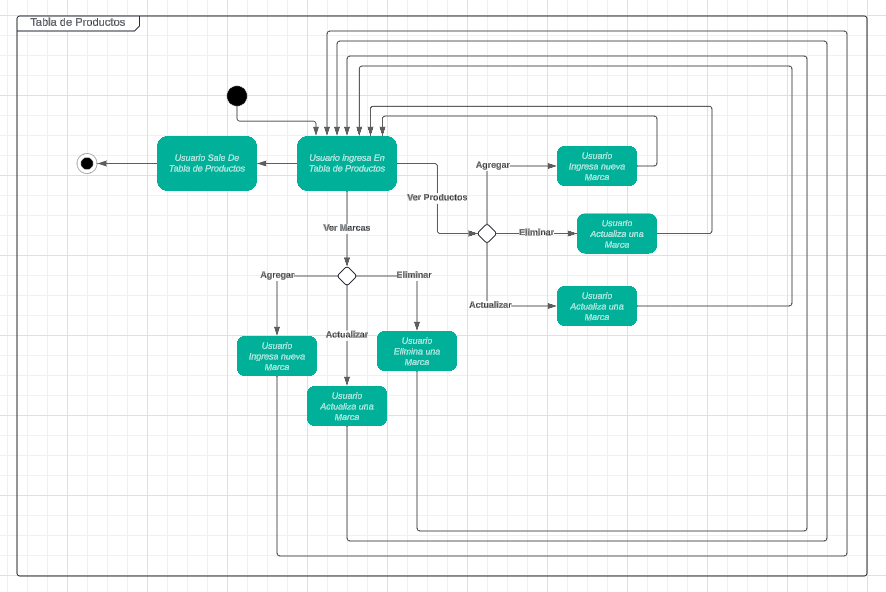 Tabla de Productos
Usuario Sale De
Tabla de Productos
Usuario Ingresa En
Tabla de Productos
Agregar
Usuario
Ingresa nueva
Marca
Ver Productos
Eliminar
Usuario
Actualiza una
Marca
Ver Marcas
Agregar
Eliminar
Actualizar
Usuario
Actualiza una
Marca
Actualizar
Usuario
Ingresa nueva
Marca
Usuario
Elimina una
Marca
Usuario
Actualiza una
Marca